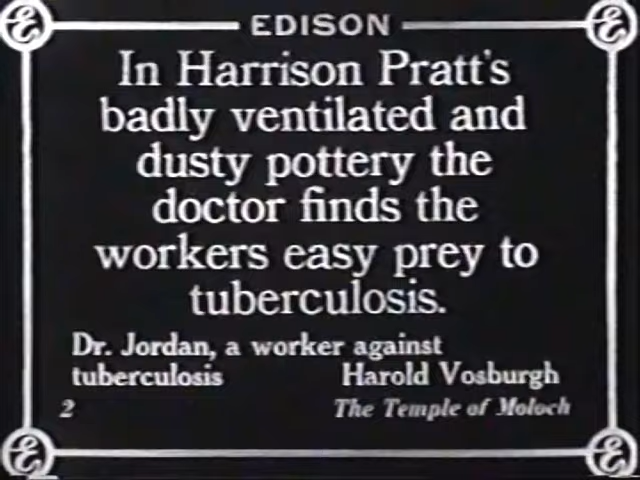 EDISON
In Harrison Pratt's
badly ventilated and
dusty pottery the
doctor finds the
workers easy prey to
tuberculosis.
Dr. Jordan, a worker against
tuberculosis Harold Vosburgh
2 The Temple of Moloch